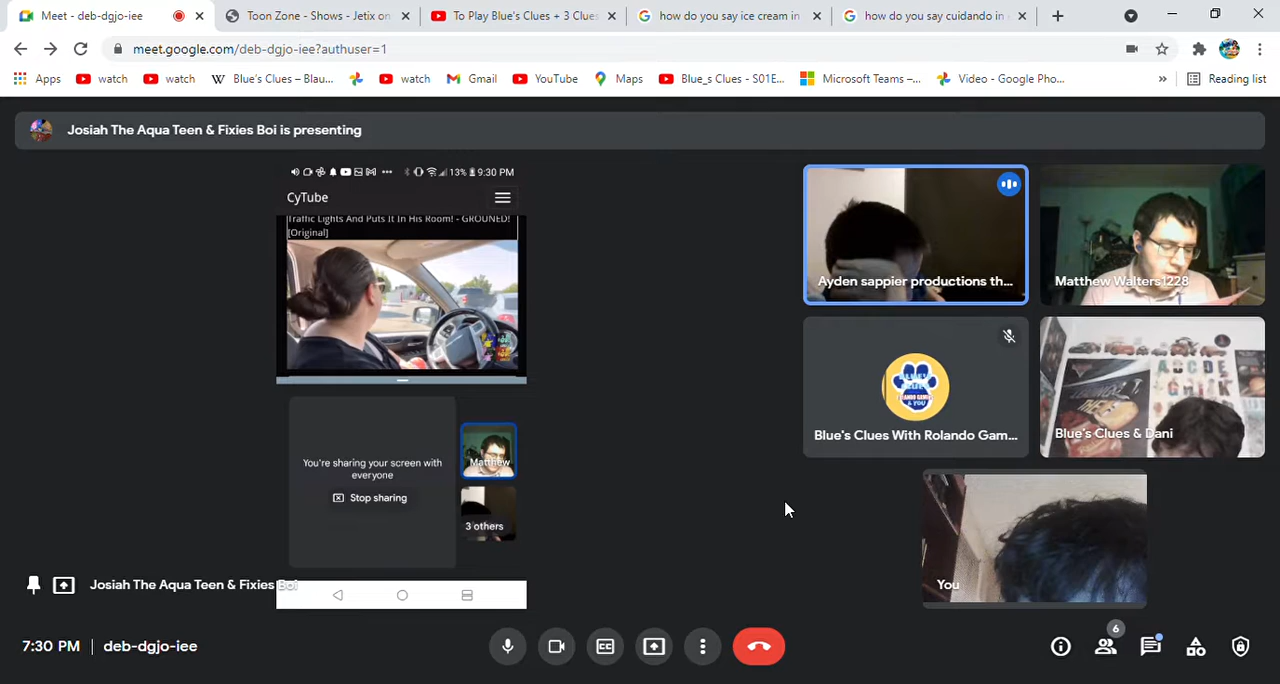 Meet - deb-dgjo-iee
Toon Zone - Shows - Jetix on
To Play Blue's Clues + 3 Clues
how do you say ice cream in
how do you say cuidando in
meet.google.com/deb-dgjo-iee?authuser=1
Apps
watch
watch
Blue's Clues – Blau...
watch
Gmail
YouTube
Maps
Blue_s Clues - S01E...
Microsoft Teams –...
Video - Google Pho...
»
Reading list
Josiah The Aqua Teen & Fixies Boi is presenting
13% 9:30 PM
CyTube
Traffic Lights And Puts It In His Room! - GROUNED!
[Original]
You're sharing your screen with
everyone
Stop sharing
Matthew
3 others
Ayden sappier productions th...
Matthew Walters1228
Blue's Clues With Rolando Gam...
Blue's Clues & Dani
ABCDE
You
Josiah The Aqua Teen & Fixies Boi
7:30 PM | deb-dgjo-iee
CC
6